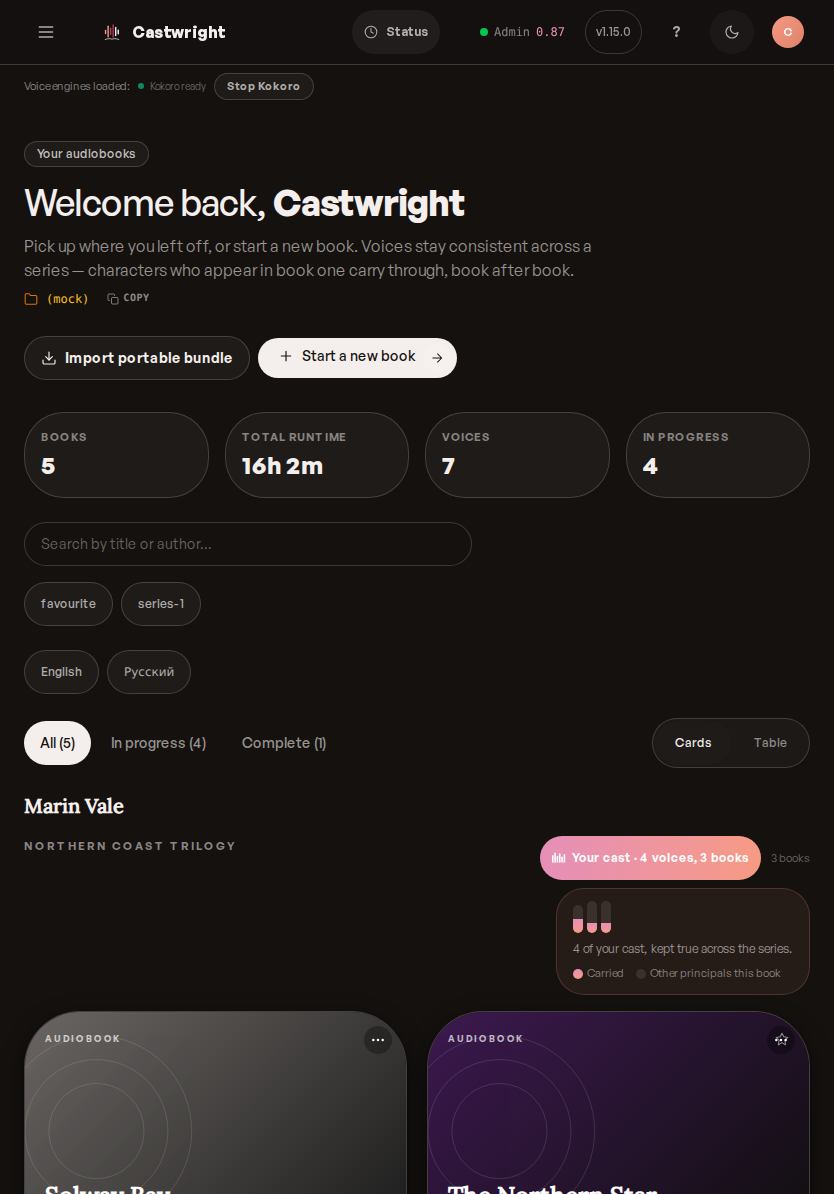 Castwright
Status
Admin 0.87
v1.15.0
?
C
Voice engines loaded:
Kokoro ready
Stop Kokoro
Your audiobooks
Welcome back, Castwright
Pick up where you left off, or start a new book. Voices stay consistent across a
series — characters who appear in book one carry through, book after book.
(mock)
COPY
Import portable bundle
Start a new book
BOOKS
5
TOTAL RUNTIME
16h 2m
VOICES
7
IN PROGRESS
4
Search by title or author...
favourite
series-1
English
Русский
All (5)
In progress (4)
Complete (1)
Cards
Table
Marin Vale
NORTHERN COAST TRILOGY
Your cast · 4 voices, 3 books
3 books
4 of your cast, kept true across the series.
Carried
Other principals this book
AUDIOBOOK
AUDIOBOOK
Solway Bay
The Northern Star